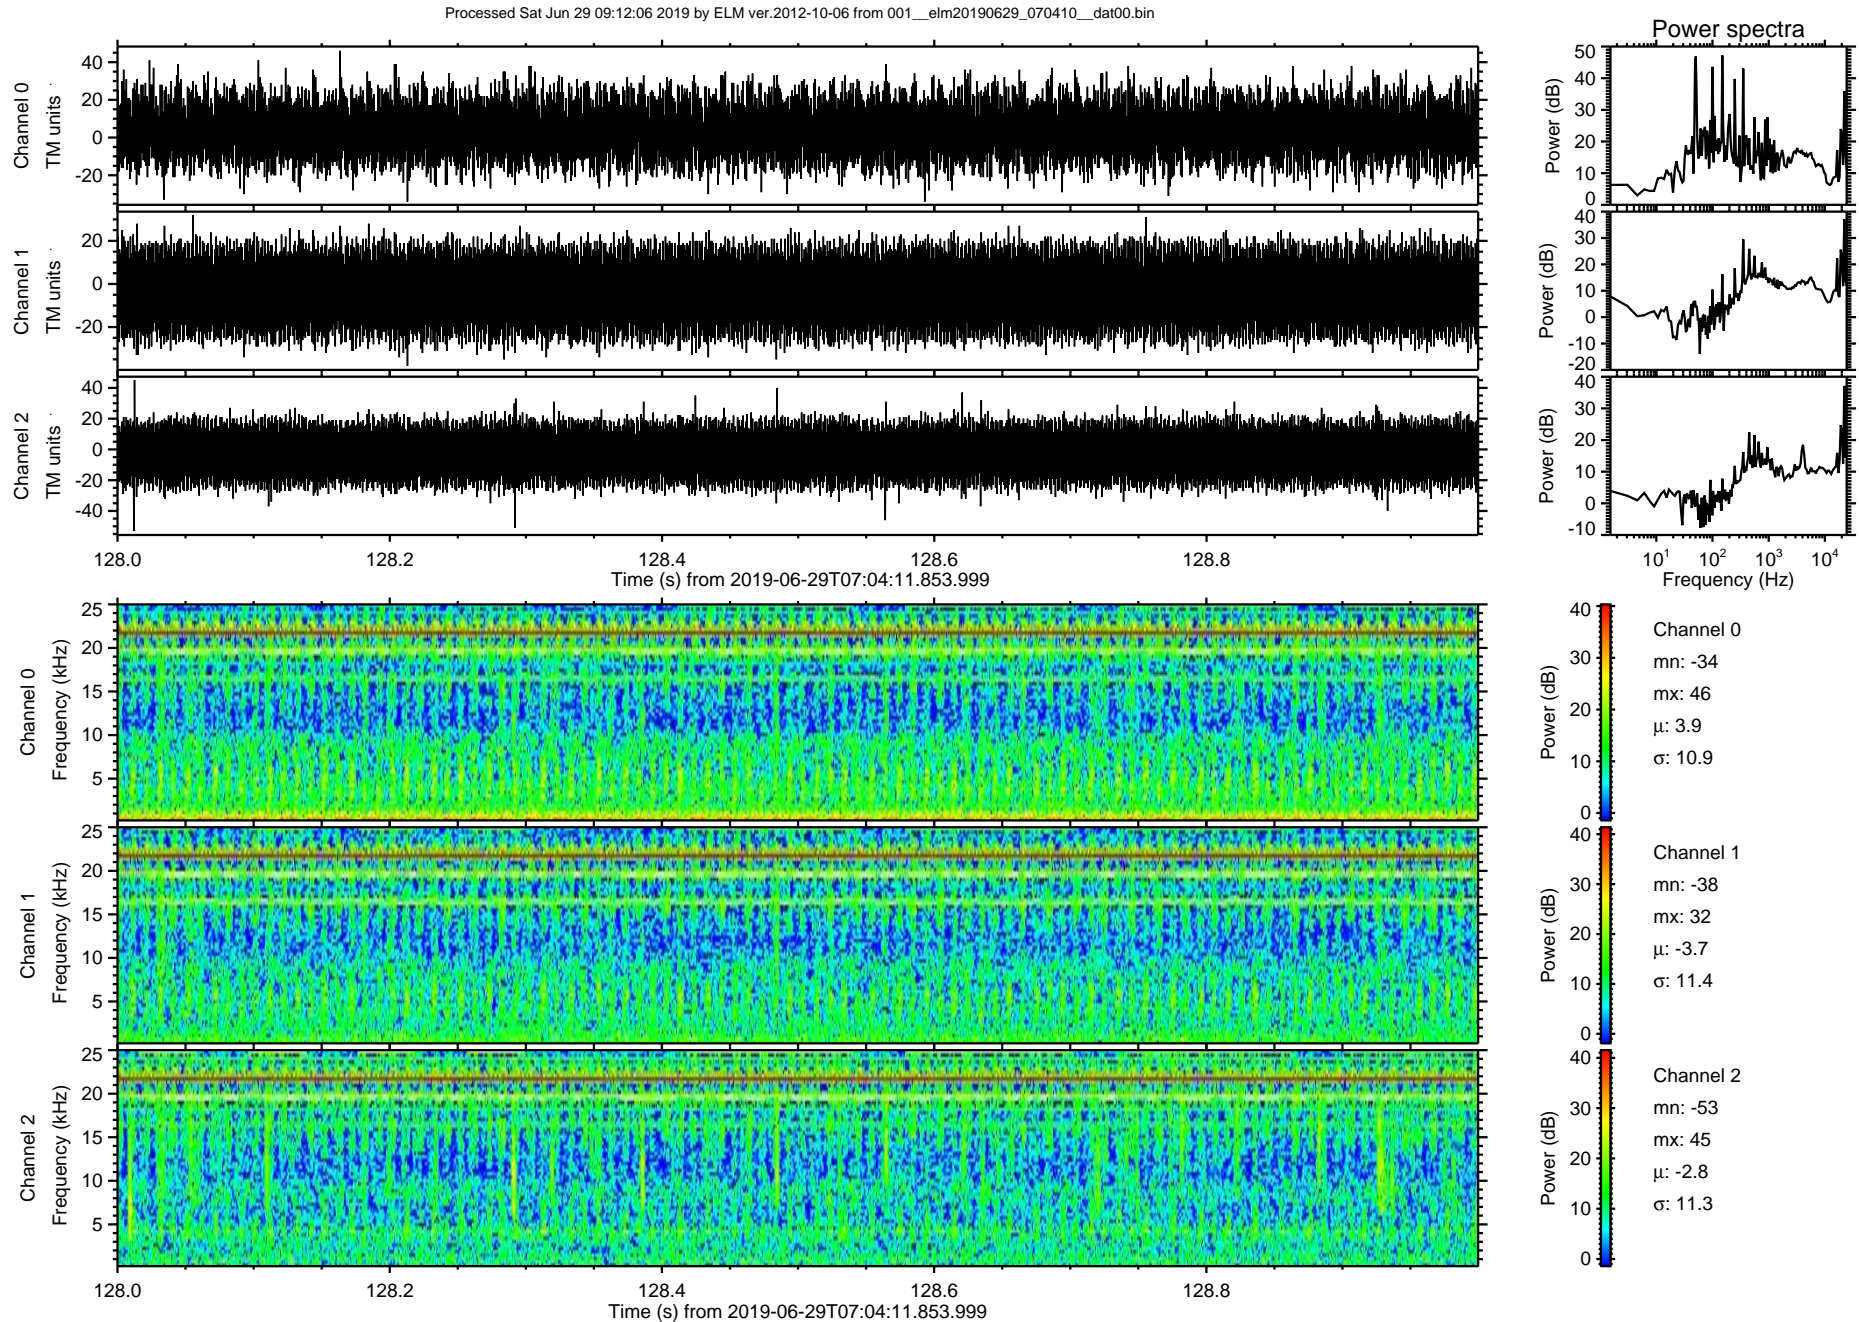 Processed Sat Jun 29 09:12:06 2019 by ELM ver.2012-10-06 from 001__elm20190629_070410__dat00.bin
Power spectra
Channel 0
TM units
40
20
0
-20
Power (dB)
50
40
30
20
10
0
Channel 1
TM units
20
0
-20
Power (dB)
40
30
20
10
0
-10
-20
Channel 2
TM units
40
20
0
-20
-40
Power (dB)
40
30
20
10
0
-10
128.0 128.2 128.4 128.6 128.8
Time (s) from 2019-06-29T07:04:11.853.999
10¹ 10² 10³ 10⁴
Frequency (Hz)
Channel 0
Frequency (kHz)
25
20
15
10
5
Power (dB)
40
30
20
10
0
Channel 0
mn: -34
mx: 46
μ: 3.9
σ: 10.9
Channel 1
Frequency (kHz)
25
20
15
10
5
Power (dB)
40
30
20
10
0
Channel 1
mn: -38
mx: 32
μ: -3.7
σ: 11.4
Channel 2
Frequency (kHz)
25
20
15
10
5
Power (dB)
40
30
20
10
0
Channel 2
mn: -53
mx: 45
μ: -2.8
σ: 11.3
128.0 128.2 128.4 128.6 128.8
Time (s) from 2019-06-29T07:04:11.853.999